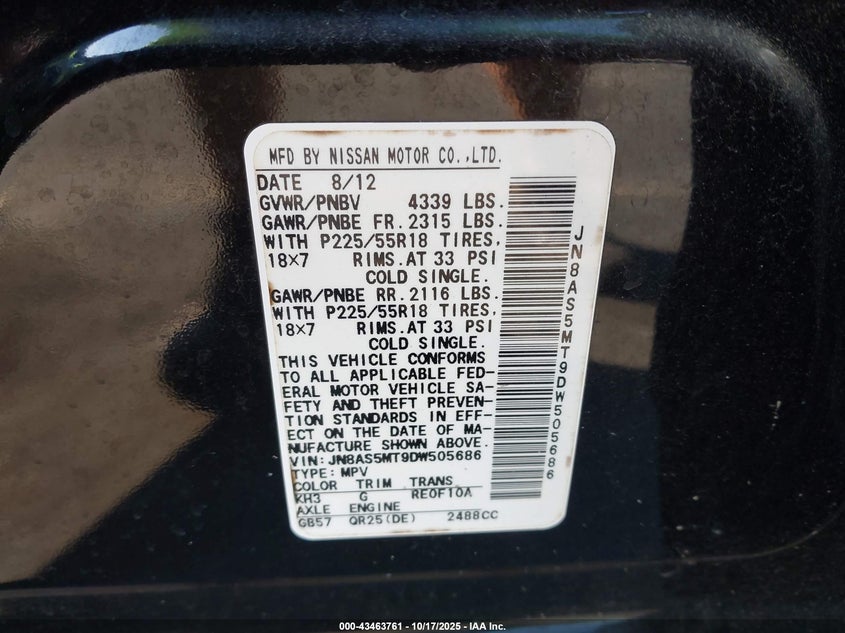 MFD BY NISSAN MOTOR CO.,LTD.
DATE 8/12
GVWR/PNBV 4339 LBS.
GAWR/PNBE FR. 2315 LBS.
WITH P225/55R18 TIRES,
18×7 RIMS.AT 33 PSI
COLD SINGLE.
GAWR/PNBE RR. 2116 LBS.
WITH P225/55R18 TIRES,
18×7 RIMS.AT 33 PSI
COLD SINGLE.
THIS VEHICLE CONFORMS
TO ALL APPLICABLE FED-
ERAL MOTOR VEHICLE SA-
FETY AND THEFT PREVEN-
TION STANDARDS IN EFF-
ECT ON THE DATE OF MA-
NUFACTURE SHOWN ABOVE.
VIN: JN8AS5MT9DW505686
TYPE: MPV
COLOR TRIM TRANS
KH3 G RE0F10A
AXLE ENGINE
GB57 QR25(DE) 2488CC
JN8AS5MT9DW505686
000-43463761 | 10/17/2025 - IAA Inc.